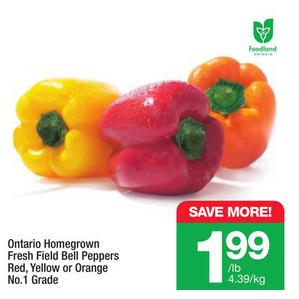 Foodland
ONTARIO
Ontario Homegrown
Fresh Field Bell Peppers
Red, Yellow or Orange
No.1 Grade
SAVE MORE!
1 99
/lb
4.39/kg